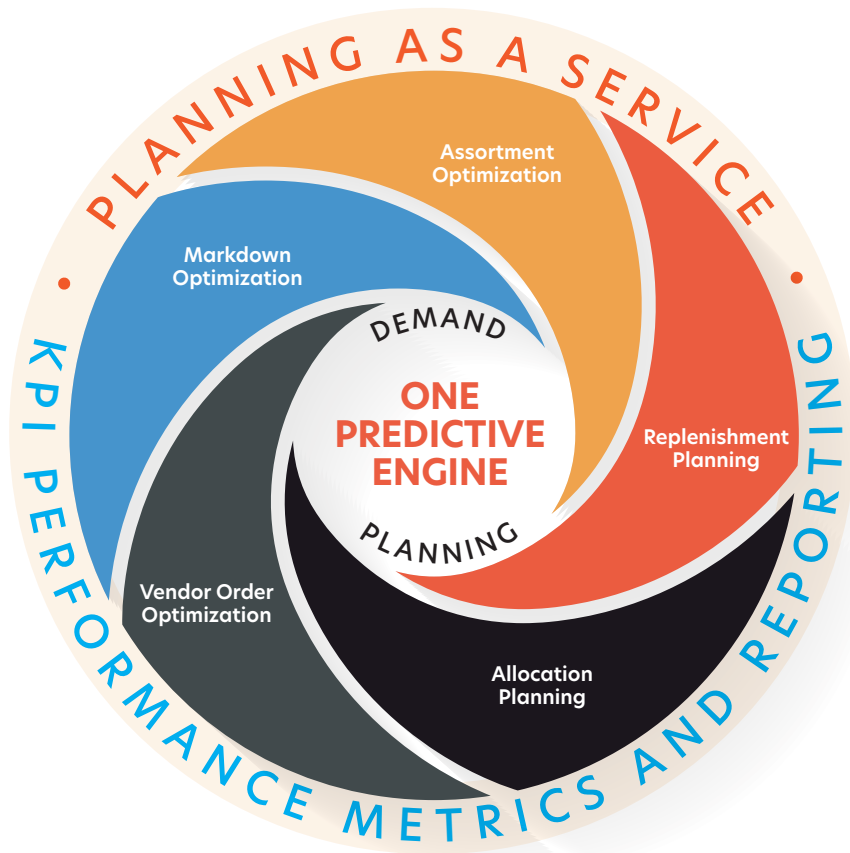 PLANNING AS A SERVICE
Assortment
Optimization
Markdown
Optimization
DEMAND
ONE
PREDICTIVE
ENGINE
PLANNING
Replenishment
Planning
Vendor Order
Optimization
Allocation
Planning
KPI PERFORMANCE METRICS AND REPORTING